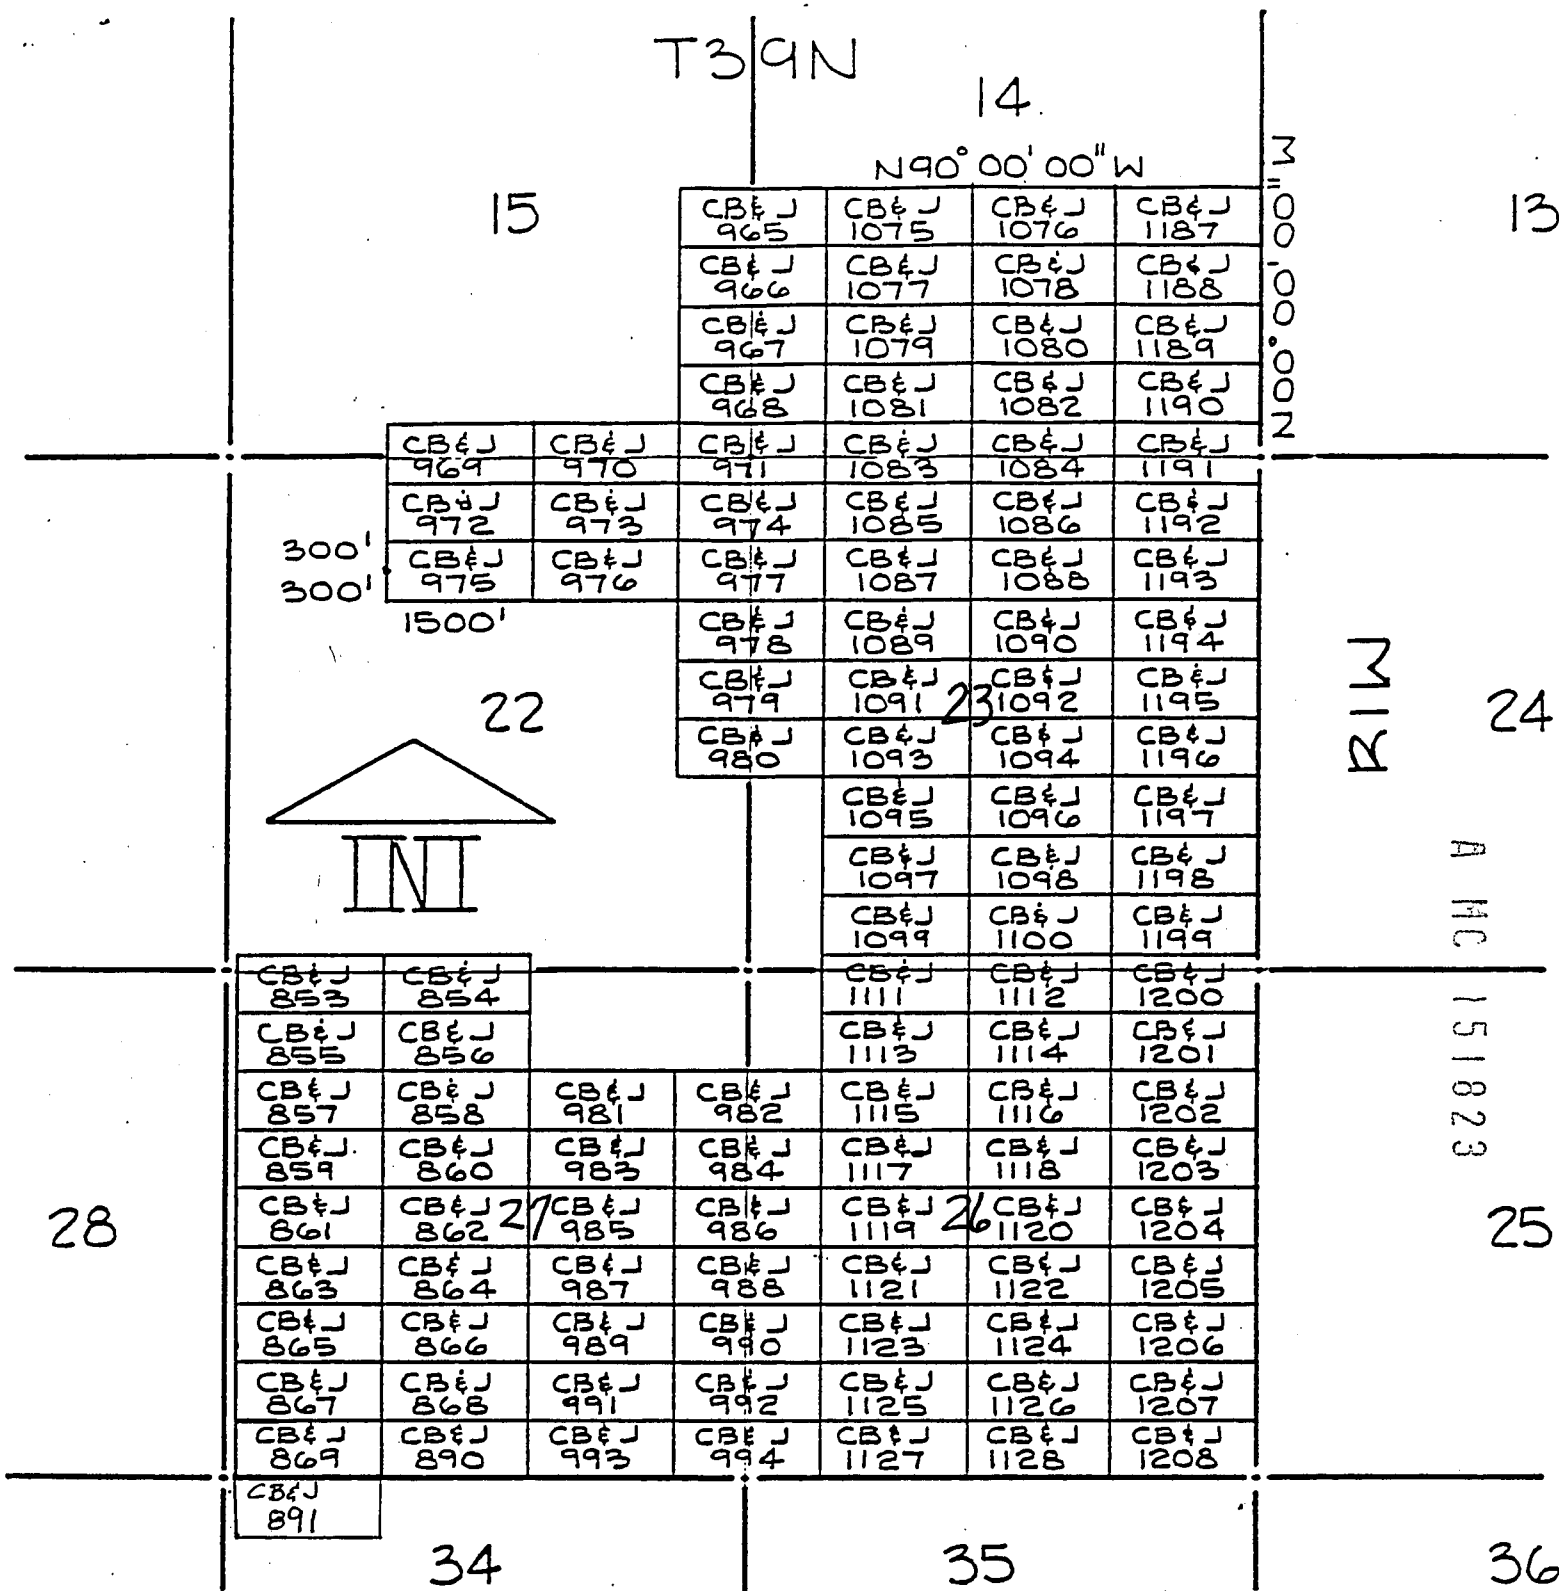 T39N
14
N90° 00' 00" W
N00° 00' 00" W
15
13
CB&J 965 CB&J 1075 CB&J 1076 CB&J 1187
CB&J 966 CB&J 1077 CB&J 1078 CB&J 1188
CB&J 967 CB&J 1079 CB&J 1080 CB&J 1189
CB&J 968 CB&J 1081 CB&J 1082 CB&J 1190
CB&J 969 CB&J 970 CB&J 971 CB&J 1083 CB&J 1084 CB&J 1191
CB&J 972 CB&J 973 CB&J 974 CB&J 1085 CB&J 1086 CB&J 1192
300'
300'
CB&J 975 CB&J 976 CB&J 977 CB&J 1087 CB&J 1088 CB&J 1193
1500'
CB&J 978 CB&J 1089 CB&J 1090 CB&J 1194
R1W
22
CB&J 979 CB&J 1091 23 CB&J 1092 CB&J 1195
24
CB&J 980 CB&J 1093 CB&J 1094 CB&J 1196
CB&J 1095 CB&J 1096 CB&J 1197
N
CB&J 1097 CB&J 1098 CB&J 1198
CB&J 1099 CB&J 1100 CB&J 1199
A MC 151823
CB&J 853 CB&J 854 CB&J 1111 CB&J 1112 CB&J 1200
CB&J 855 CB&J 856 CB&J 1113 CB&J 1114 CB&J 1201
CB&J 857 CB&J 858 CB&J 981 CB&J 982 CB&J 1115 CB&J 1116 CB&J 1202
CB&J 859 CB&J 860 CB&J 983 CB&J 984 CB&J 1117 CB&J 1118 CB&J 1203
28
CB&J 861 CB&J 862 27 CB&J 985 CB&J 986 CB&J 1119 26 CB&J 1120 CB&J 1204
25
CB&J 863 CB&J 864 CB&J 987 CB&J 988 CB&J 1121 CB&J 1122 CB&J 1205
CB&J 865 CB&J 866 CB&J 989 CB&J 990 CB&J 1123 CB&J 1124 CB&J 1206
CB&J 867 CB&J 868 CB&J 991 CB&J 992 CB&J 1125 CB&J 1126 CB&J 1207
CB&J 869 CB&J 890 CB&J 993 CB&J 994 CB&J 1127 CB&J 1128 CB&J 1208
CB&J 891
34
35
36